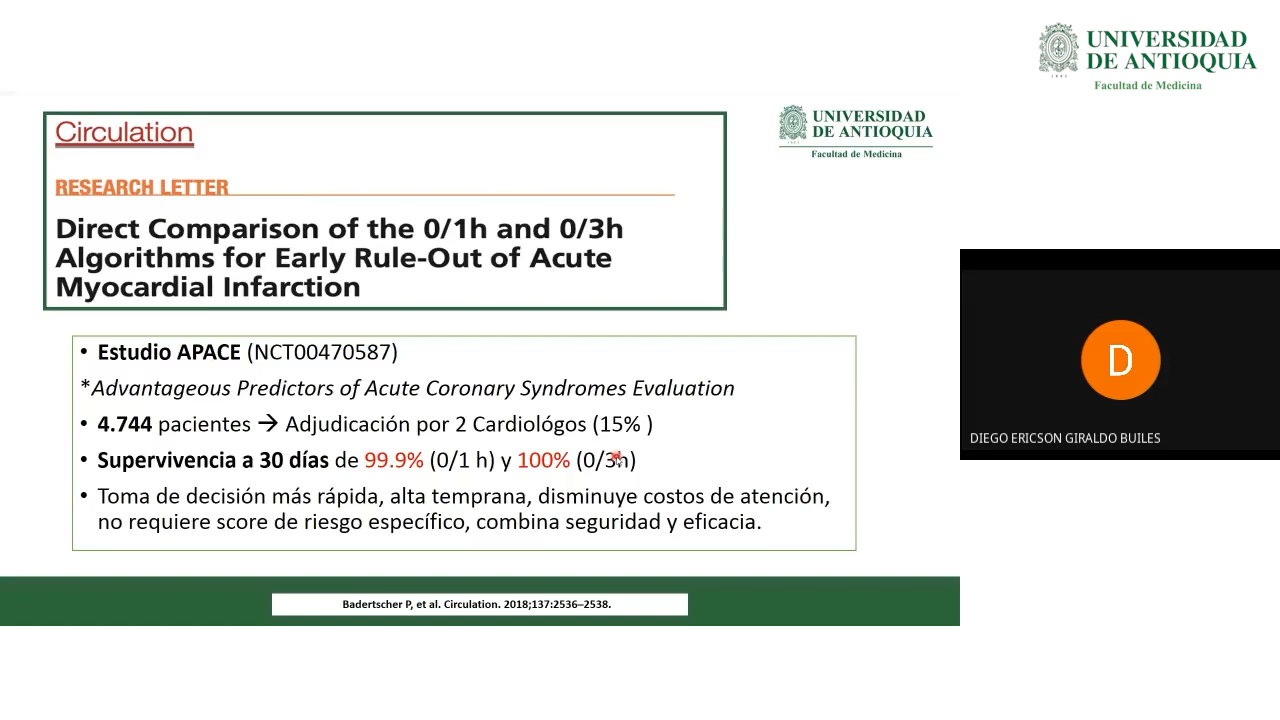 UNIVERSIDAD
DE ANTIOQUIA
Facultad de Medicina
Circulation
UNIVERSIDAD
DE ANTIOQUIA
1803
Facultad de Medicina
RESEARCH LETTER
Direct Comparison of the 0/1h and 0/3h
Algorithms for Early Rule-Out of Acute
Myocardial Infarction
• Estudio APACE (NCT00470587)
*Advantageous Predictors of Acute Coronary Syndromes Evaluation
• 4.744 pacientes → Adjudicación por 2 Cardiológos (15% )
• Supervivencia a 30 días de 99.9% (0/1 h) y 100% (0/3h)
• Toma de decisión más rápida, alta temprana, disminuye costos de atención,
no requiere score de riesgo específico, combina seguridad y eficacia.
D
DIEGO ERICSON GIRALDO BUILES
Badertscher P, et al. Circulation. 2018;137:2536–2538.